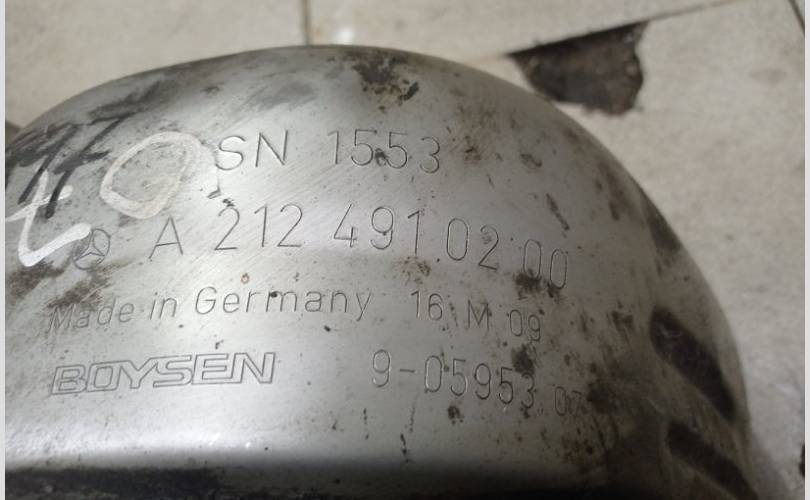 SN 1553
A 212 491 02 00
Made in Germany 16 M 09
BOYSEN 9-05953 07